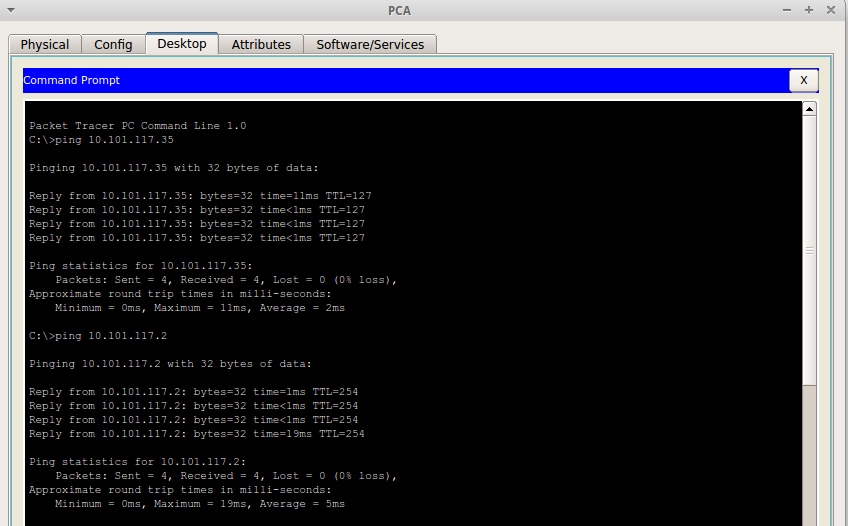 PCA
Physical Config Desktop Attributes Software/Services
Command Prompt X
Packet Tracer PC Command Line 1.0
C:\>ping 10.101.117.35
Pinging 10.101.117.35 with 32 bytes of data:
Reply from 10.101.117.35: bytes=32 time=11ms TTL=127
Reply from 10.101.117.35: bytes=32 time<1ms TTL=127
Reply from 10.101.117.35: bytes=32 time<1ms TTL=127
Reply from 10.101.117.35: bytes=32 time<1ms TTL=127
Ping statistics for 10.101.117.35:
    Packets: Sent = 4, Received = 4, Lost = 0 (0% loss),
Approximate round trip times in milli-seconds:
    Minimum = 0ms, Maximum = 11ms, Average = 2ms
C:\>ping 10.101.117.2
Pinging 10.101.117.2 with 32 bytes of data:
Reply from 10.101.117.2: bytes=32 time=1ms TTL=254
Reply from 10.101.117.2: bytes=32 time<1ms TTL=254
Reply from 10.101.117.2: bytes=32 time<1ms TTL=254
Reply from 10.101.117.2: bytes=32 time=19ms TTL=254
Ping statistics for 10.101.117.2:
    Packets: Sent = 4, Received = 4, Lost = 0 (0% loss),
Approximate round trip times in milli-seconds:
    Minimum = 0ms, Maximum = 19ms, Average = 5ms